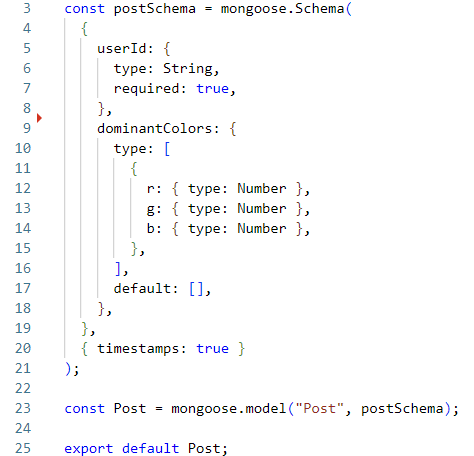 3 const postSchema = mongoose.Schema(
4 {
5 userId: {
6 type: String,
7 required: true,
8 },
9 dominantColors: {
10 type: [
11 {
12 r: { type: Number },
13 g: { type: Number },
14 b: { type: Number },
15 },
16 ],
17 default: [],
18 },
19 },
20 { timestamps: true }
21 );
22
23 const Post = mongoose.model("Post", postSchema);
24
25 export default Post;